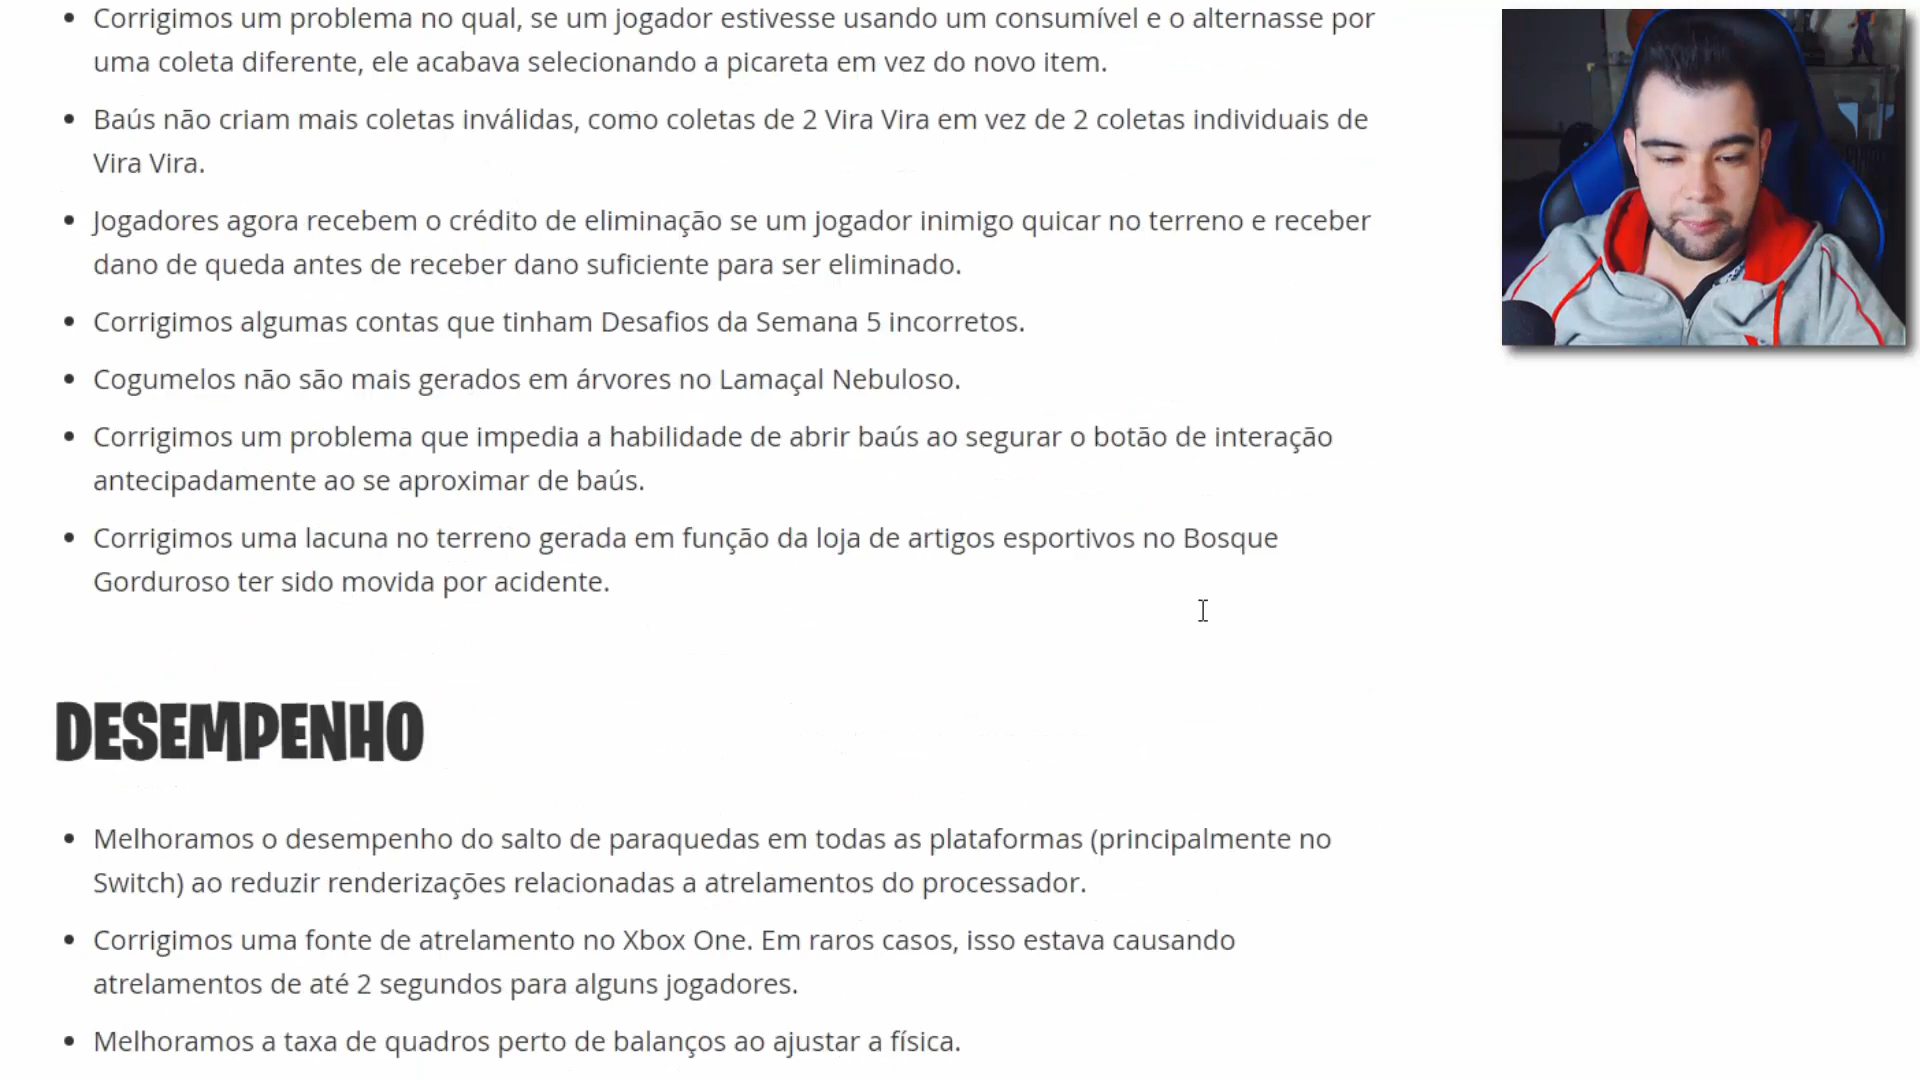 Corrigimos um problema no qual, se um jogador estivesse usando um consumível e o alternasse por
uma coleta diferente, ele acabava selecionando a picareta em vez do novo item.
Baús não criam mais coletas inválidas, como coletas de 2 Vira Vira em vez de 2 coletas individuais de
Vira Vira.
Jogadores agora recebem o crédito de eliminação se um jogador inimigo quicar no terreno e receber
dano de queda antes de receber dano suficiente para ser eliminado.
Corrigimos algumas contas que tinham Desafios da Semana 5 incorretos.
Cogumelos não são mais gerados em árvores no Lamaçal Nebuloso.
Corrigimos um problema que impedia a habilidade de abrir baús ao segurar o botão de interação
antecipadamente ao se aproximar de baús.
Corrigimos uma lacuna no terreno gerada em função da loja de artigos esportivos no Bosque
Gorduroso ter sido movida por acidente.
DESEMPENHO
Melhoramos o desempenho do salto de paraquedas em todas as plataformas (principalmente no
Switch) ao reduzir renderizações relacionadas a atrelamentos do processador.
Corrigimos uma fonte de atrelamento no Xbox One. Em raros casos, isso estava causando
atrelamentos de até 2 segundos para alguns jogadores.
Melhoramos a taxa de quadros perto de balanços ao ajustar a física.